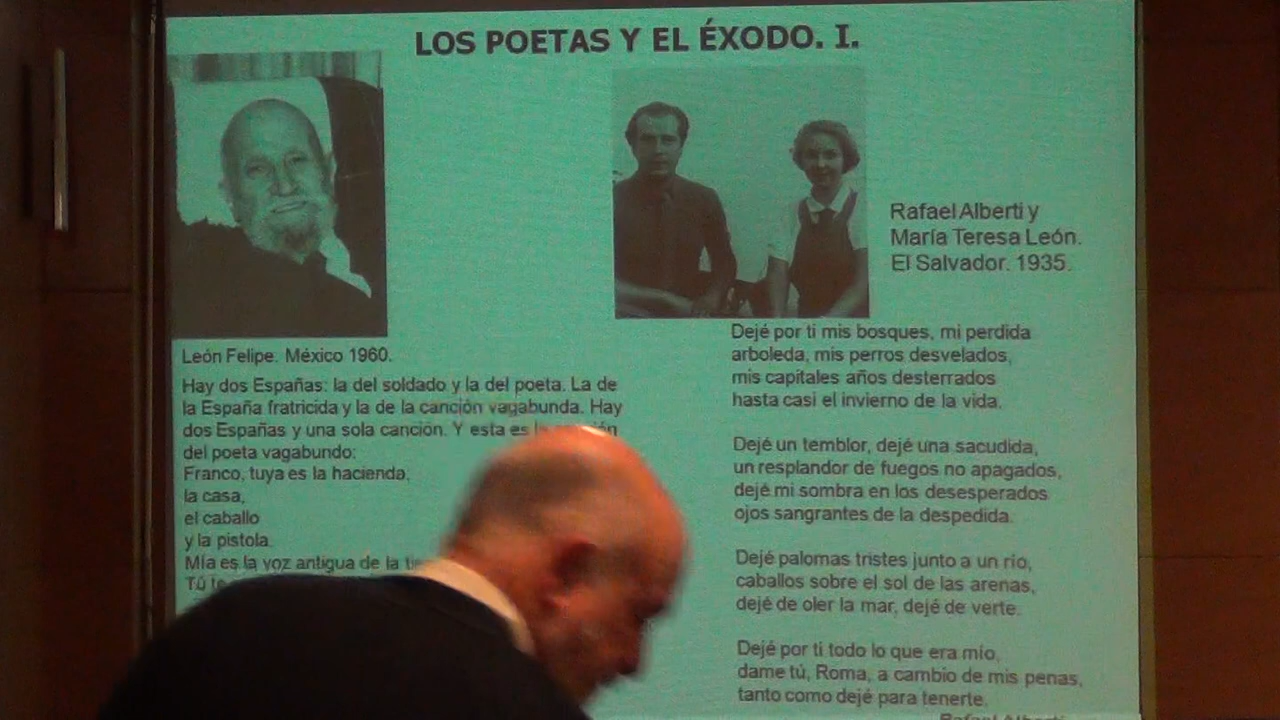 LOS POETAS Y EL ÉXODO. I.
Rafael Alberti y
María Teresa León.
El Salvador. 1935.
León Felipe. México 1960.
Hay dos Españas: la del soldado y la del poeta. La de
la España fratricida y la de la canción vagabunda. Hay
dos Españas y una sola canción. Y esta es
del poeta vagabundo:
Franco, tuya es la hacienda,
la casa,
el caballo
y la pistola.
Mía es la voz antigua de la
Tú
Dejé por ti mis bosques, mi perdida
arboleda, mis perros desvelados,
mis capitales años desterrados
hasta casi el invierno de la vida.
Dejé un temblor, dejé una sacudida,
un resplandor de fuegos no apagados,
dejé mi sombra en los desesperados
ojos sangrantes de la despedida.
Dejé palomas tristes junto a un río,
caballos sobre el sol de las arenas,
dejé de oler la mar, dejé de verte.
Dejé por ti todo lo que era mío,
dame tú, Roma, a cambio de mis penas,
tanto como dejé para tenerte.
Rafael Alberti